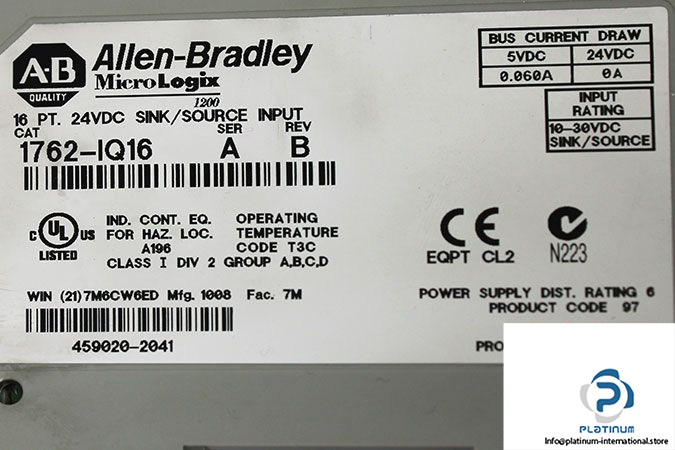 A·B
QUALITY
Allen-Bradley
MicroLogix
1200
16 PT. 24VDC SINK/SOURCE INPUT
CAT SER REV
1762-IQ16 A B
BUS CURRENT DRAW
5VDC 24VDC
0.060A 0A
INPUT
RATING
10-30VDC
SINK/SOURCE
C UL US
LISTED
IND. CONT. EQ.
FOR HAZ. LOC.
A196
OPERATING
TEMPERATURE
CODE T3C
CLASS I DIV 2 GROUP A,B,C,D
CE
EQPT CL2
N223
WIN (21)7M6CW6ED Mfg. 1008 Fac. 7M
459020-2041
POWER SUPPLY DIST. RATING 6
PRODUCT CODE 97
PRO
PLATINUM
Info@platinum-international.store